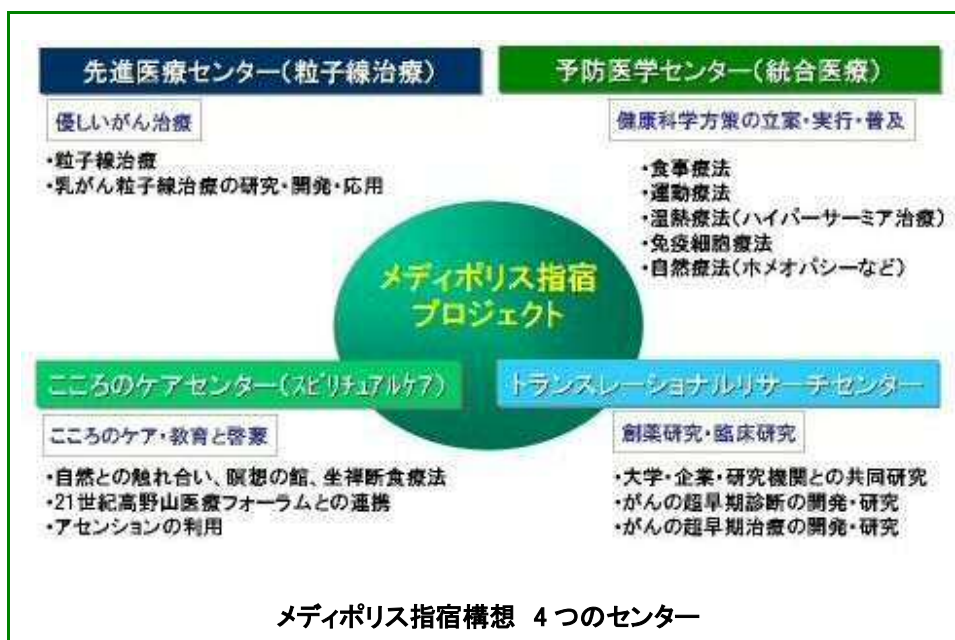 先進医療センター(粒子線治療)
優しいがん治療
・粒子線治療
・乳がん粒子線治療の研究・開発・応用
予防医学センター(統合医療)
健康科学方策の立案・実行・普及
・食事療法
・運動療法
・温熱療法(ハイパーサーミア治療)
・免疫細胞療法
・自然療法(ホメオパシーなど)
メディポリス指宿
プロジェクト
こころのケアセンター(スピリチュアルケア)
こころのケア・教育と啓蒙
・自然との触れ合い、瞑想の館、坐禅断食療法
・21世紀高野山医療フォーラムとの連携
・アセンションの利用
トランスレーショナルリサーチセンター
創薬研究・臨床研究
・大学・企業・研究機関との共同研究
・がんの超早期診断の開発・研究
・がんの超早期治療の開発・研究
メディポリス指宿構想 4つのセンター